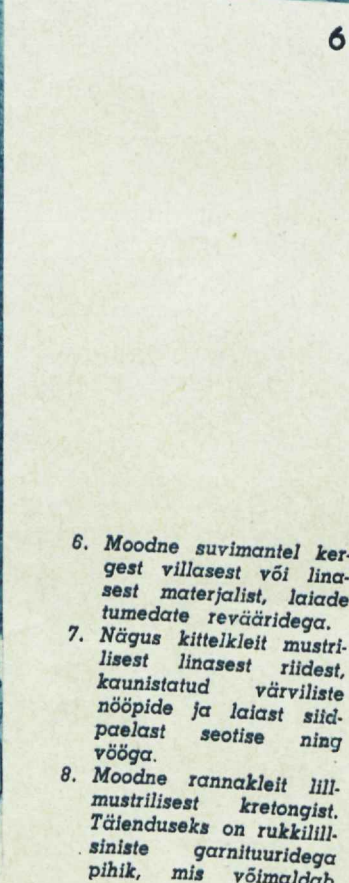 6
6. Moodne suvimantel ker-
gest villasest või lina-
sest materjalist, laiade
tumedate revääridega.
7. Nägus kittelkleit mustri-
lisest linasest riidest,
kaunistatud värviliste
nööpide ja laiast siid-
paelast seotise ning
vööga.
8. Moodne rannakleit lill-
mustrilisest kretongist.
Täienduseks on rukkilill-
siniste garnituuridega
pihik, mis võimaldab